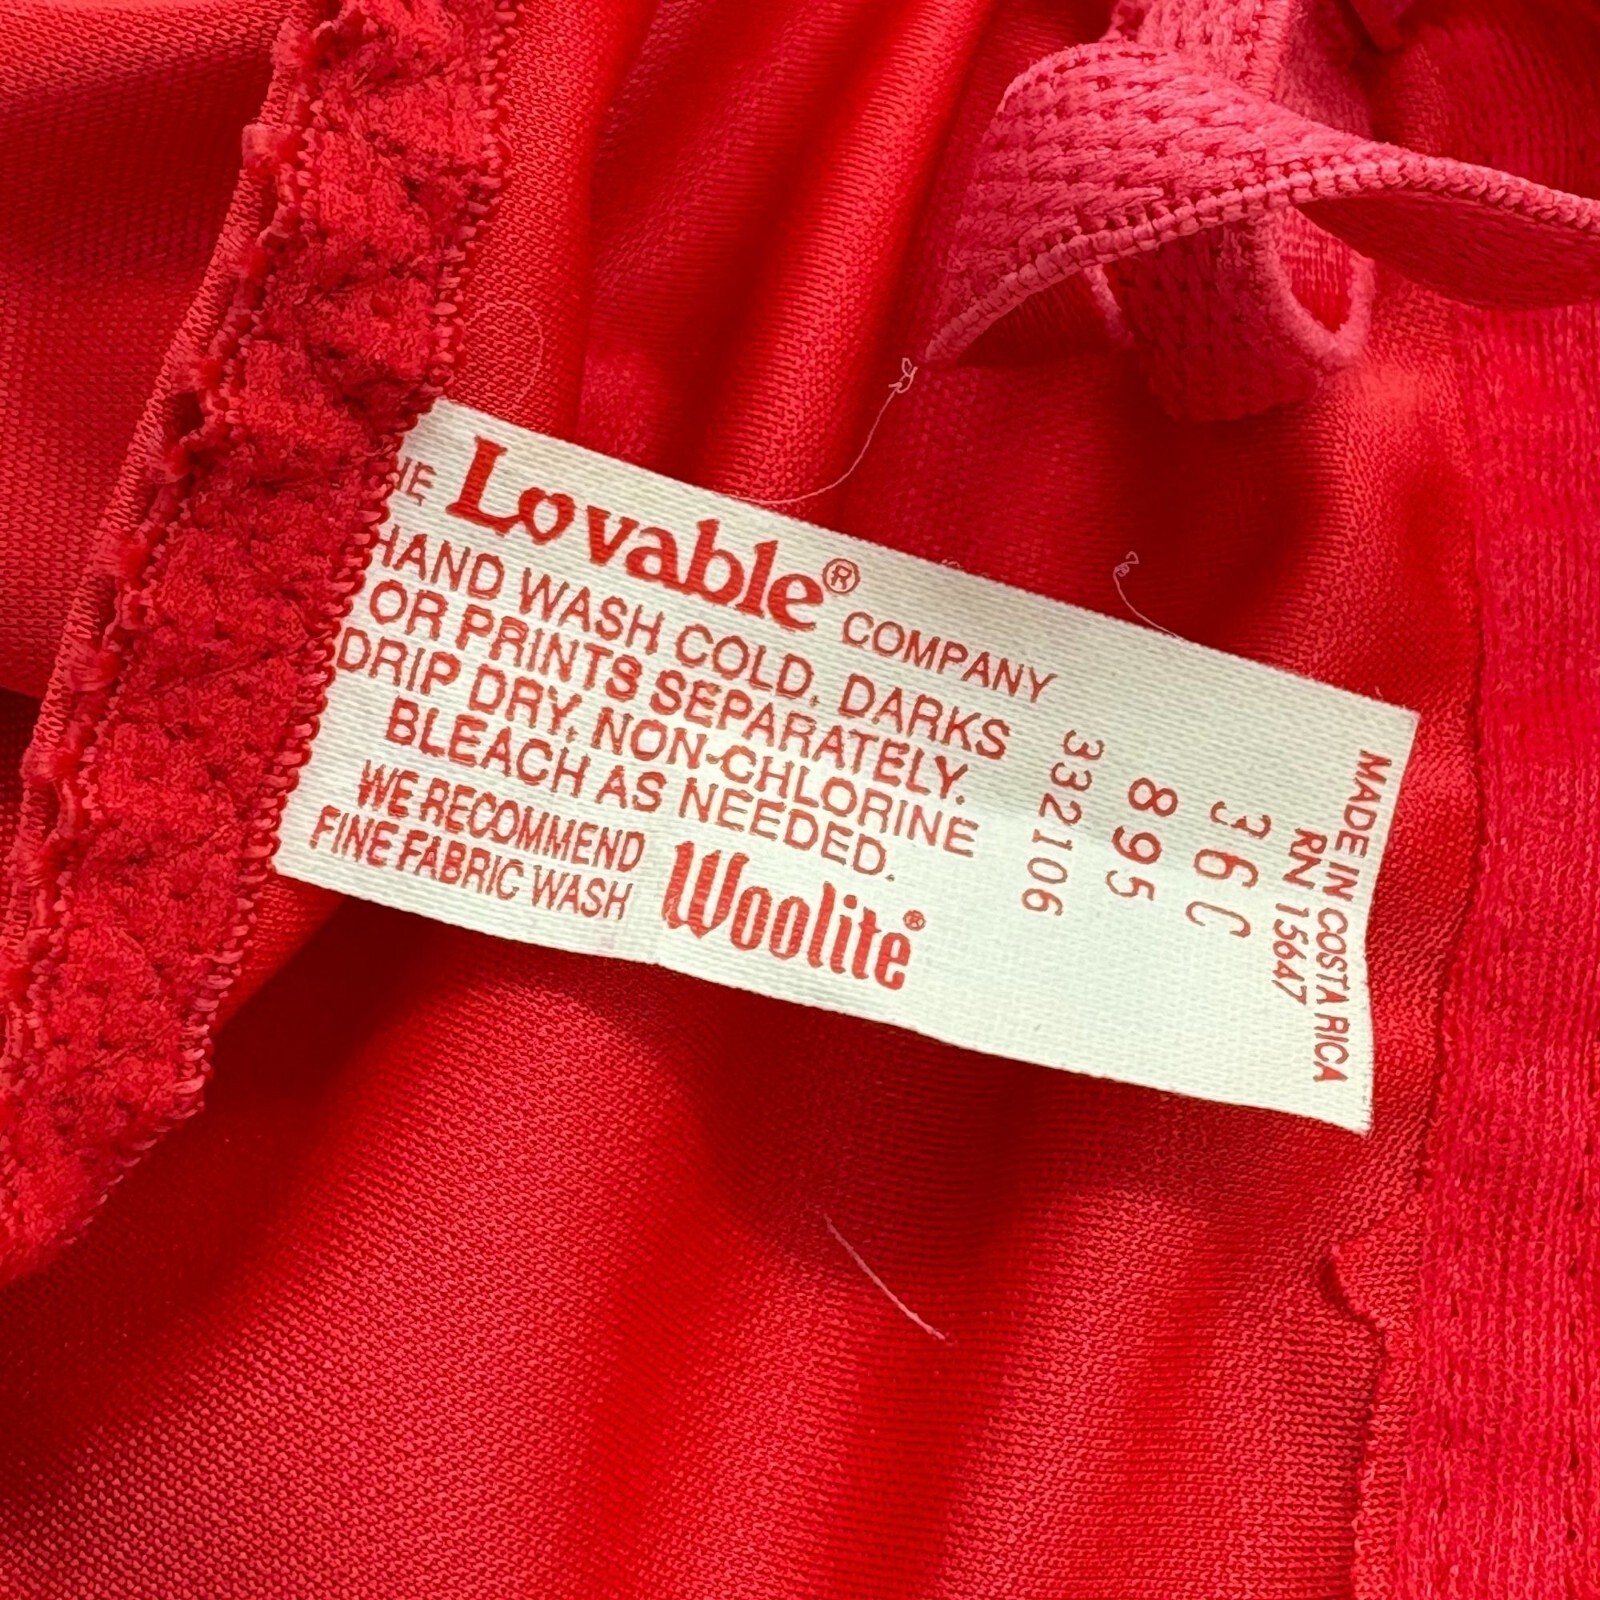 HE Lovable® COMPANY
HAND WASH COLD, DARKS
OR PRINTS SEPARATELY.
DRIP DRY, NON-CHLORINE
BLEACH AS NEEDED.
WE RECOMMEND
FINE FABRIC WASH
Woolite®
332106
895
36C
RN 15647
MADE IN COSTA RICA